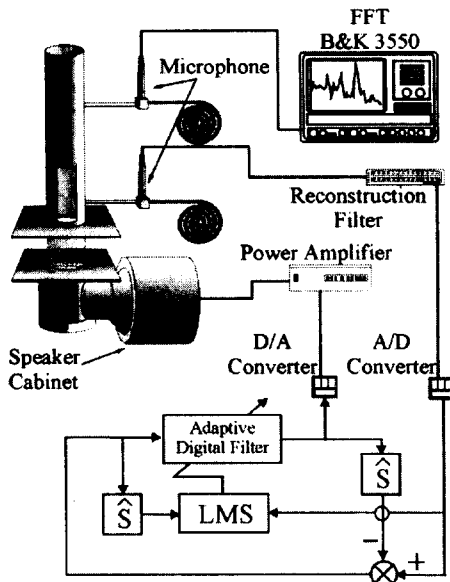 FFT
B&K 3550
Microphone
Reconstruction
Filter
Power Amplifier
D/A
Converter
A/D
Converter
Speaker
Cabinet
Adaptive
Digital Filter
Ŝ
Ŝ
LMS
−
+